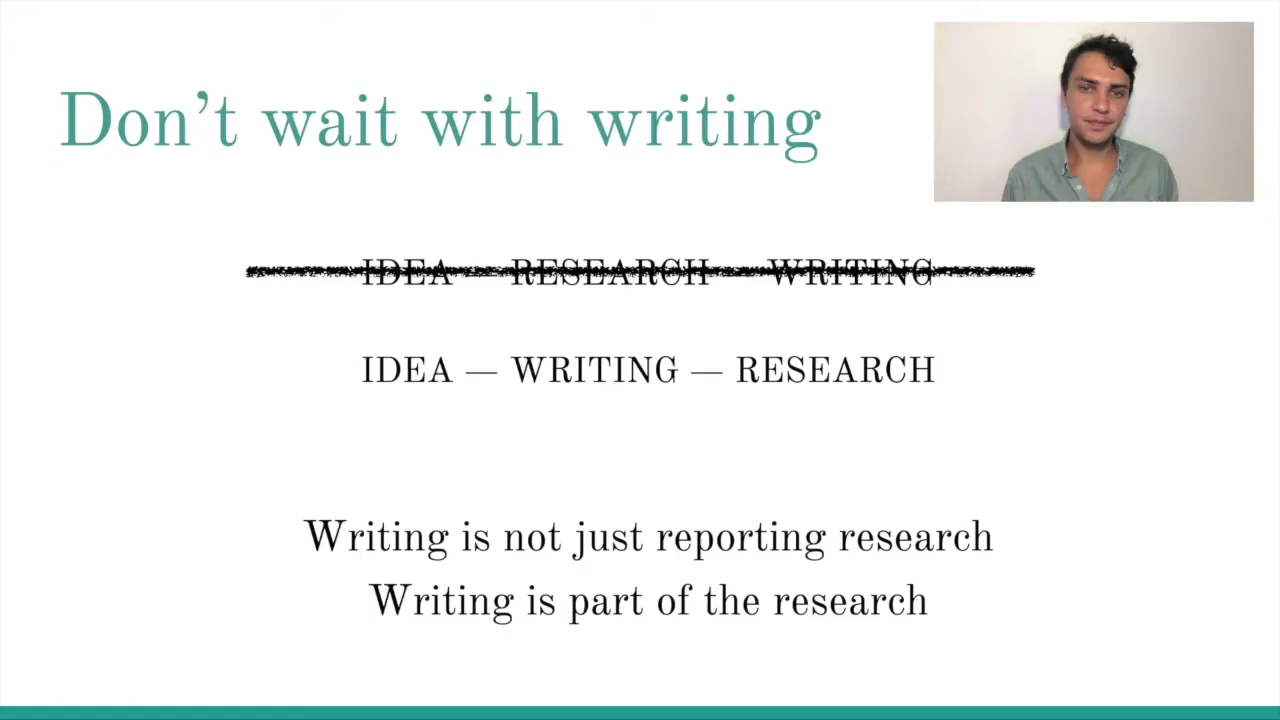 Don't wait with writing
IDEA — RESEARCH — WRITING
IDEA — WRITING — RESEARCH
Writing is not just reporting research
Writing is part of the research